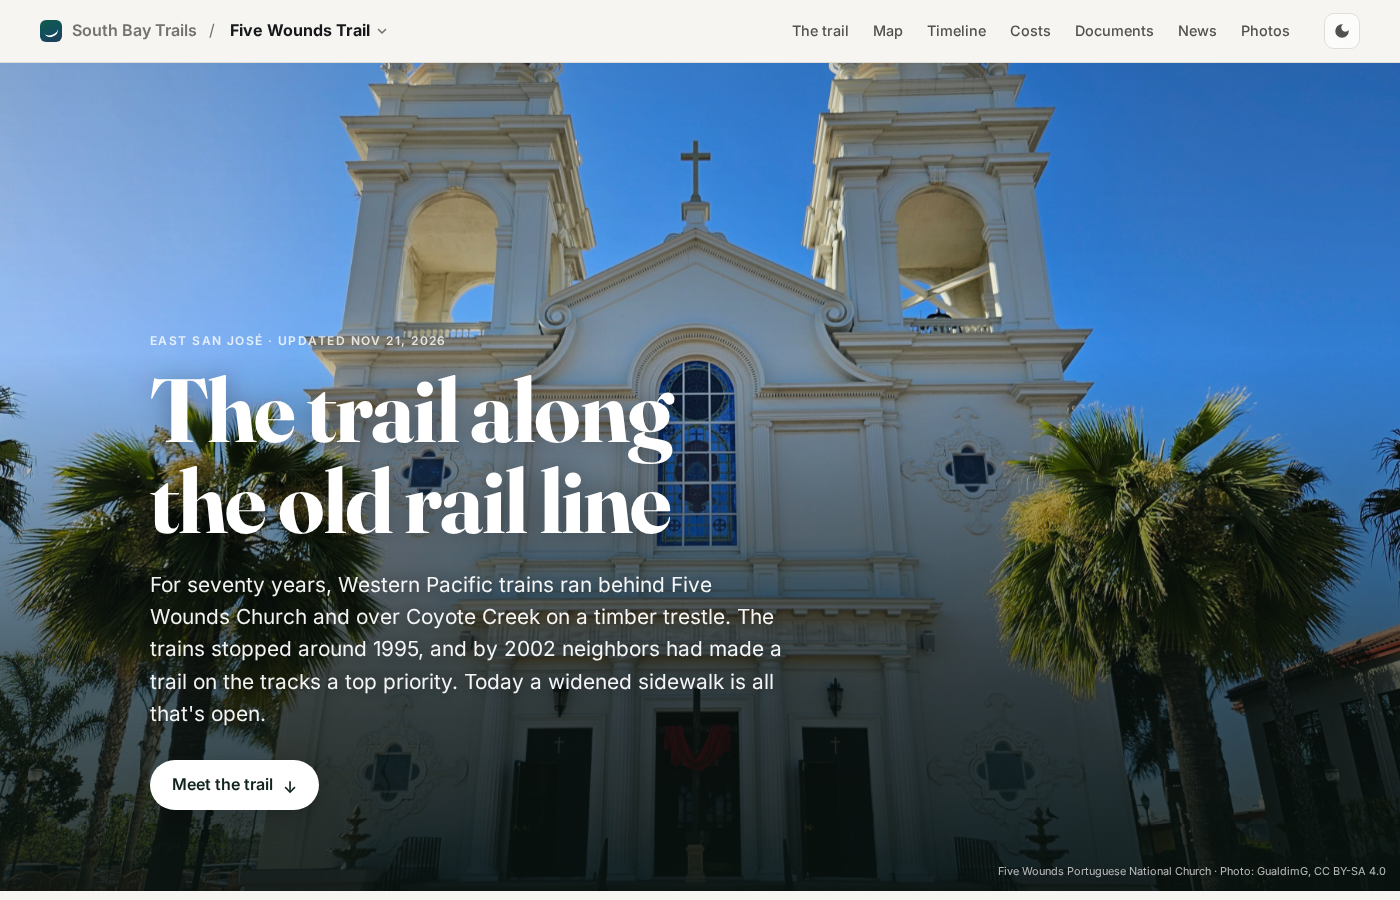 South Bay Trails / Five Wounds Trail
The trail Map Timeline Costs Documents News Photos
EAST SAN JOSÉ · UPDATED NOV 21, 2026
The trail along
the old rail line
For seventy years, Western Pacific trains ran behind Five
Wounds Church and over Coyote Creek on a timber trestle. The
trains stopped around 1995, and by 2002 neighbors had made a
trail on the tracks a top priority. Today a widened sidewalk is all
that's open.
Meet the trail ↓
Five Wounds Portuguese National Church · Photo: GualdimG, CC BY-SA 4.0